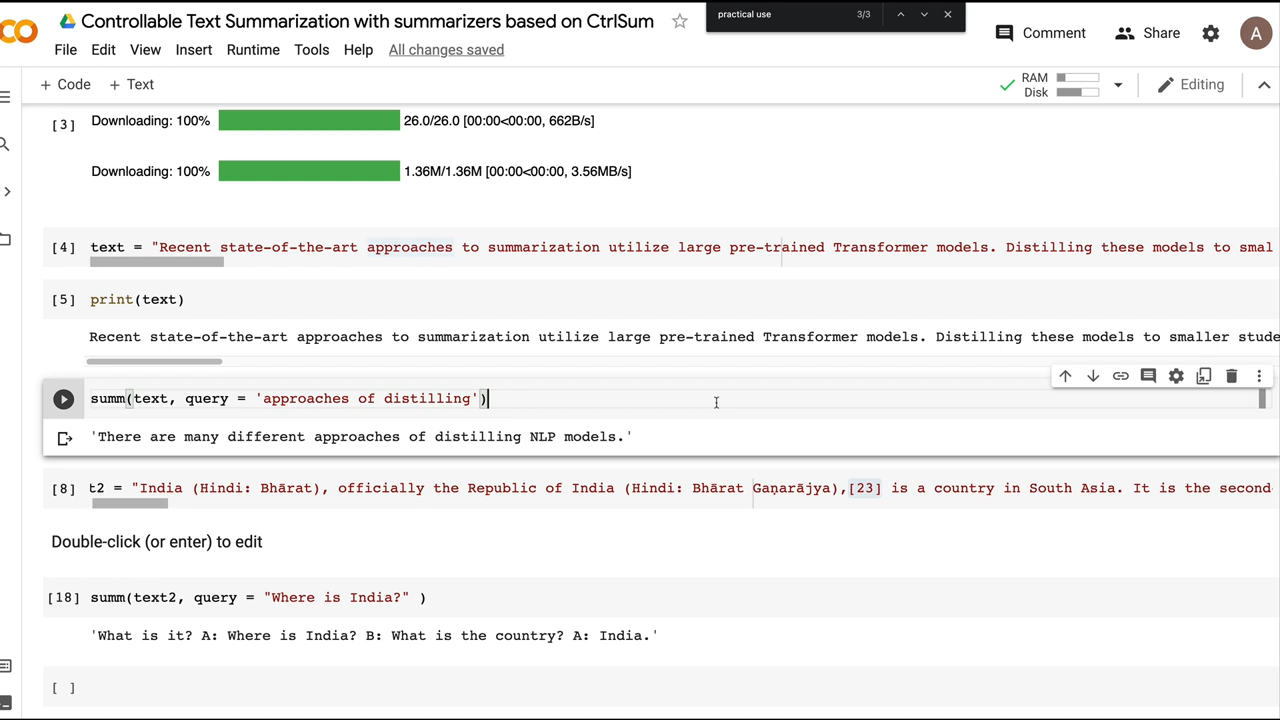 Controllable Text Summarization with summarizers based on CtrlSum
practical use 3/3
File Edit View Insert Runtime Tools Help All changes saved
Comment Share A
+ Code + Text
RAM
Disk
Editing
[3] Downloading: 100% 26.0/26.0 [00:00<00:00, 662B/s]
Downloading: 100% 1.36M/1.36M [00:00<00:00, 3.56MB/s]
[4] text = "Recent state-of-the-art approaches to summarization utilize large pre-trained Transformer models. Distilling these models to smal
[5] print(text)
Recent state-of-the-art approaches to summarization utilize large pre-trained Transformer models. Distilling these models to smaller stude
summ(text, query = 'approaches of distilling')
'There are many different approaches of distilling NLP models.'
[8] t2 = "India (Hindi: Bhārat), officially the Republic of India (Hindi: Bhārat Gaṇarājya),[23] is a country in South Asia. It is the second
Double-click (or enter) to edit
[18] summ(text2, query = "Where is India?" )
'What is it? A: Where is India? B: What is the country? A: India.'
[ ]